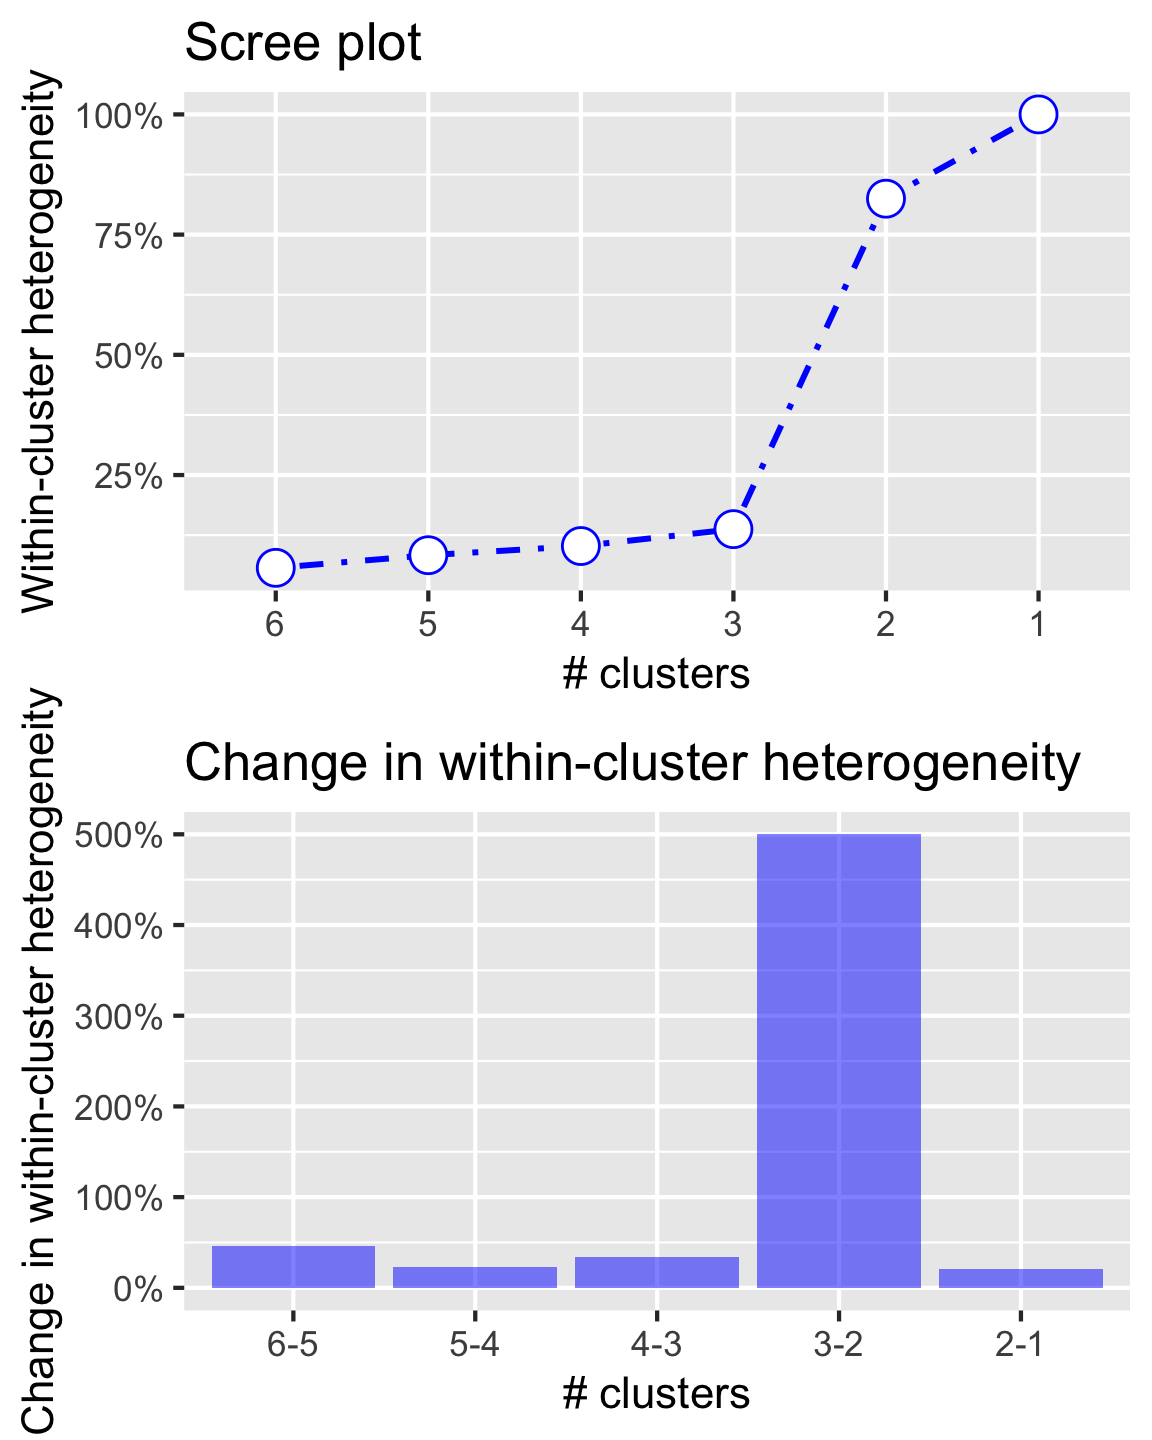 Scree plot
Within-cluster heterogeneity
100%
75%
50%
25%
6 5 4 3 2 1
# clusters
Change in within-cluster heterogeneity
Change in within-cluster heterogeneity
500%
400%
300%
200%
100%
0%
6-5 5-4 4-3 3-2 2-1
# clusters